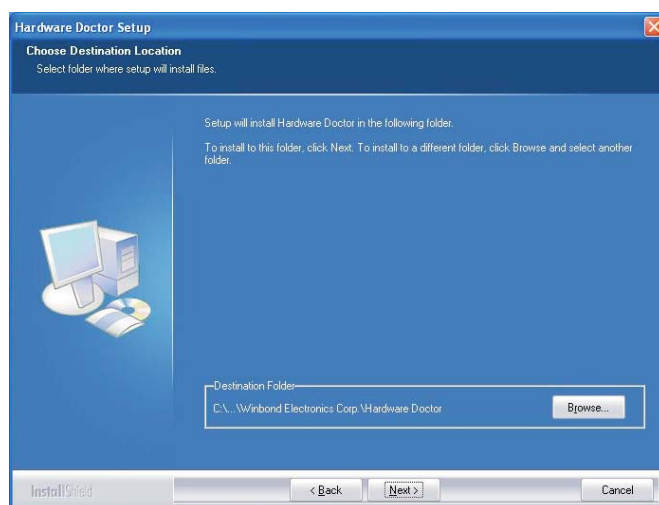 Hardware Doctor Setup
Choose Destination Location
Select folder where setup will install files.
Setup will install Hardware Doctor in the following folder.
To install to this folder, click Next. To install to a different folder, click Browse and select another
folder.
Destination Folder
C:\...\Winbond Electronics Corp.\Hardware Doctor
Browse...
InstallShield
< Back
Next >
Cancel